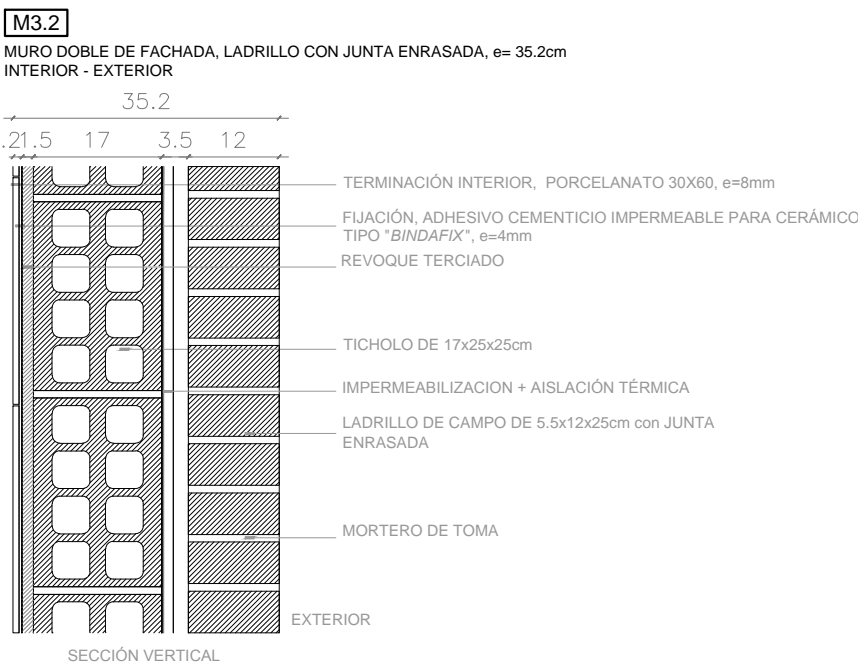 M3.2
MURO DOBLE DE FACHADA, LADRILLO CON JUNTA ENRASADA, e= 35.2cm
INTERIOR - EXTERIOR
35.2
.2 1.5 17 3.5 12
TERMINACIÓN INTERIOR, PORCELANATO 30X60, e=8mm
FIJACIÓN, ADHESIVO CEMENTICIO IMPERMEABLE PARA CERÁMICO
TIPO "BINDAFIX", e=4mm
REVOQUE TERCIADO
TICHOLO DE 17x25x25cm
IMPERMEABILIZACION + AISLACIÓN TÉRMICA
LADRILLO DE CAMPO DE 5.5x12x25cm con JUNTA
ENRASADA
MORTERO DE TOMA
EXTERIOR
SECCIÓN VERTICAL